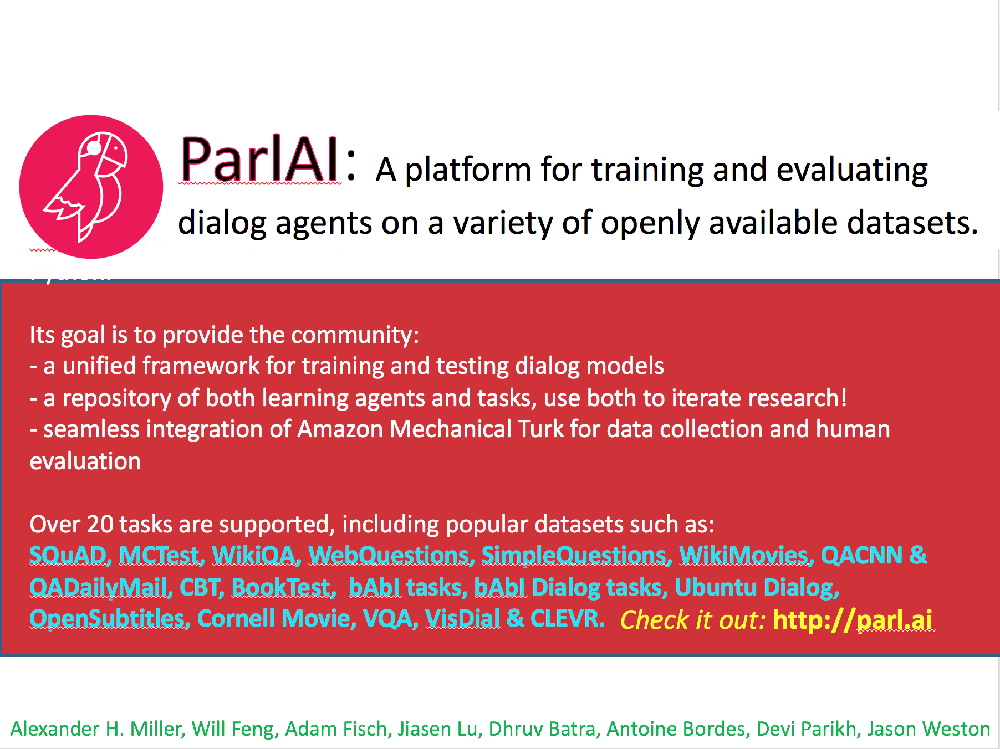 ParlAI: A platform for training and evaluating
dialog agents on a variety of openly available datasets.
Its goal is to provide the community:
- a unified framework for training and testing dialog models
- a repository of both learning agents and tasks, use both to iterate research!
- seamless integration of Amazon Mechanical Turk for data collection and human
evaluation
Over 20 tasks are supported, including popular datasets such as:
SQuAD, MCTest, WikiQA, WebQuestions, SimpleQuestions, WikiMovies, QACNN &
QADailyMail, CBT, BookTest, bAbI tasks, bAbI Dialog tasks, Ubuntu Dialog,
OpenSubtitles, Cornell Movie, VQA, VisDial & CLEVR. Check it out: http://parl.ai
Alexander H. Miller, Will Feng, Adam Fisch, Jiasen Lu, Dhruv Batra, Antoine Bordes, Devi Parikh, Jason Weston